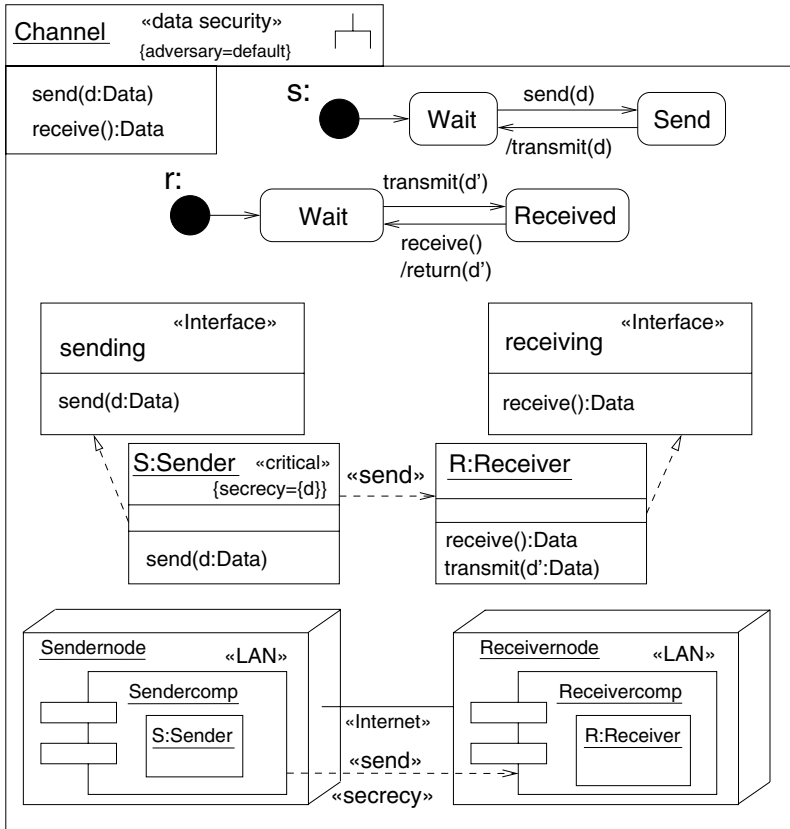 Channel «data security»
{adversary=default}
send(d:Data)
receive():Data
s:
Wait
send(d)
/transmit(d)
Send
r:
Wait
transmit(d')
receive()
/return(d')
Received
«Interface»
sending
send(d:Data)
«Interface»
receiving
receive():Data
S:Sender «critical»
{secrecy={d}}
send(d:Data)
«send»
R:Receiver
receive():Data
transmit(d':Data)
Sendernode
«LAN»
Sendercomp
S:Sender
«Internet»
«send»
«secrecy»
Receivernode
«LAN»
Receivercomp
R:Receiver